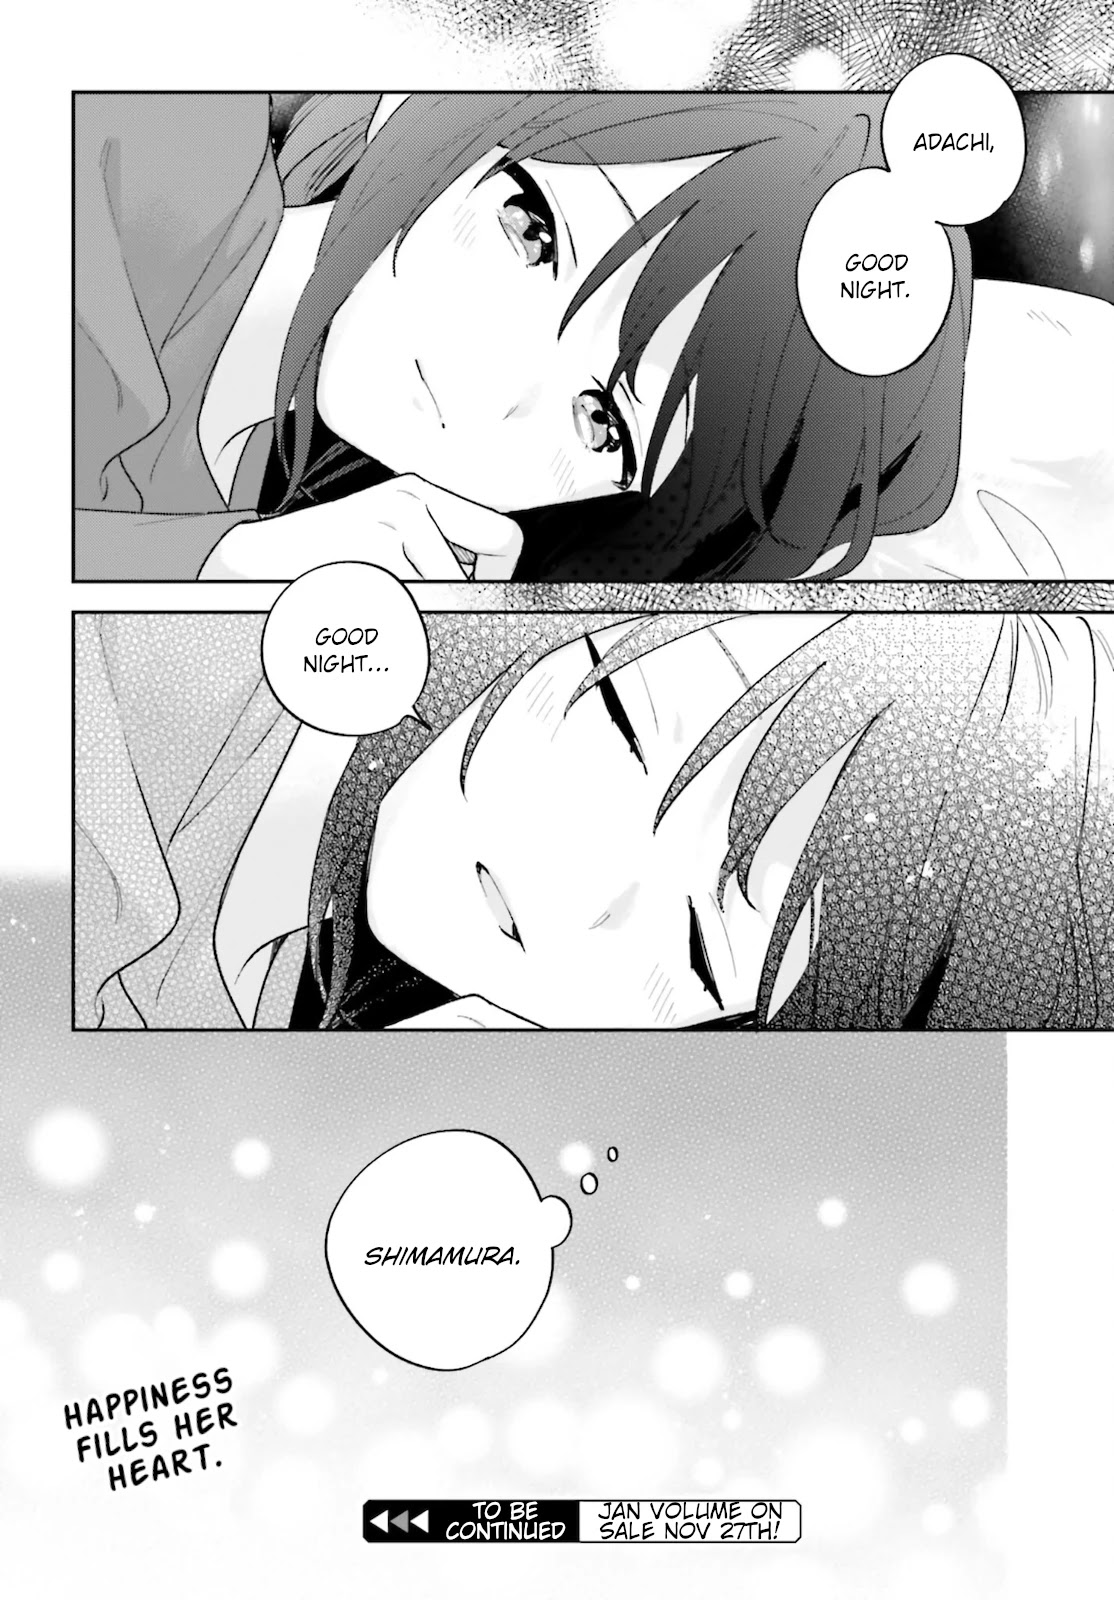 ADACHI,
GOOD
NIGHT.
GOOD
NIGHT...
SHIMAMURA.
HAPPINESS
FILLS HER
HEART.
TO BE
CONTINUED
JAN VOLUME ON
SALE NOV 27TH!